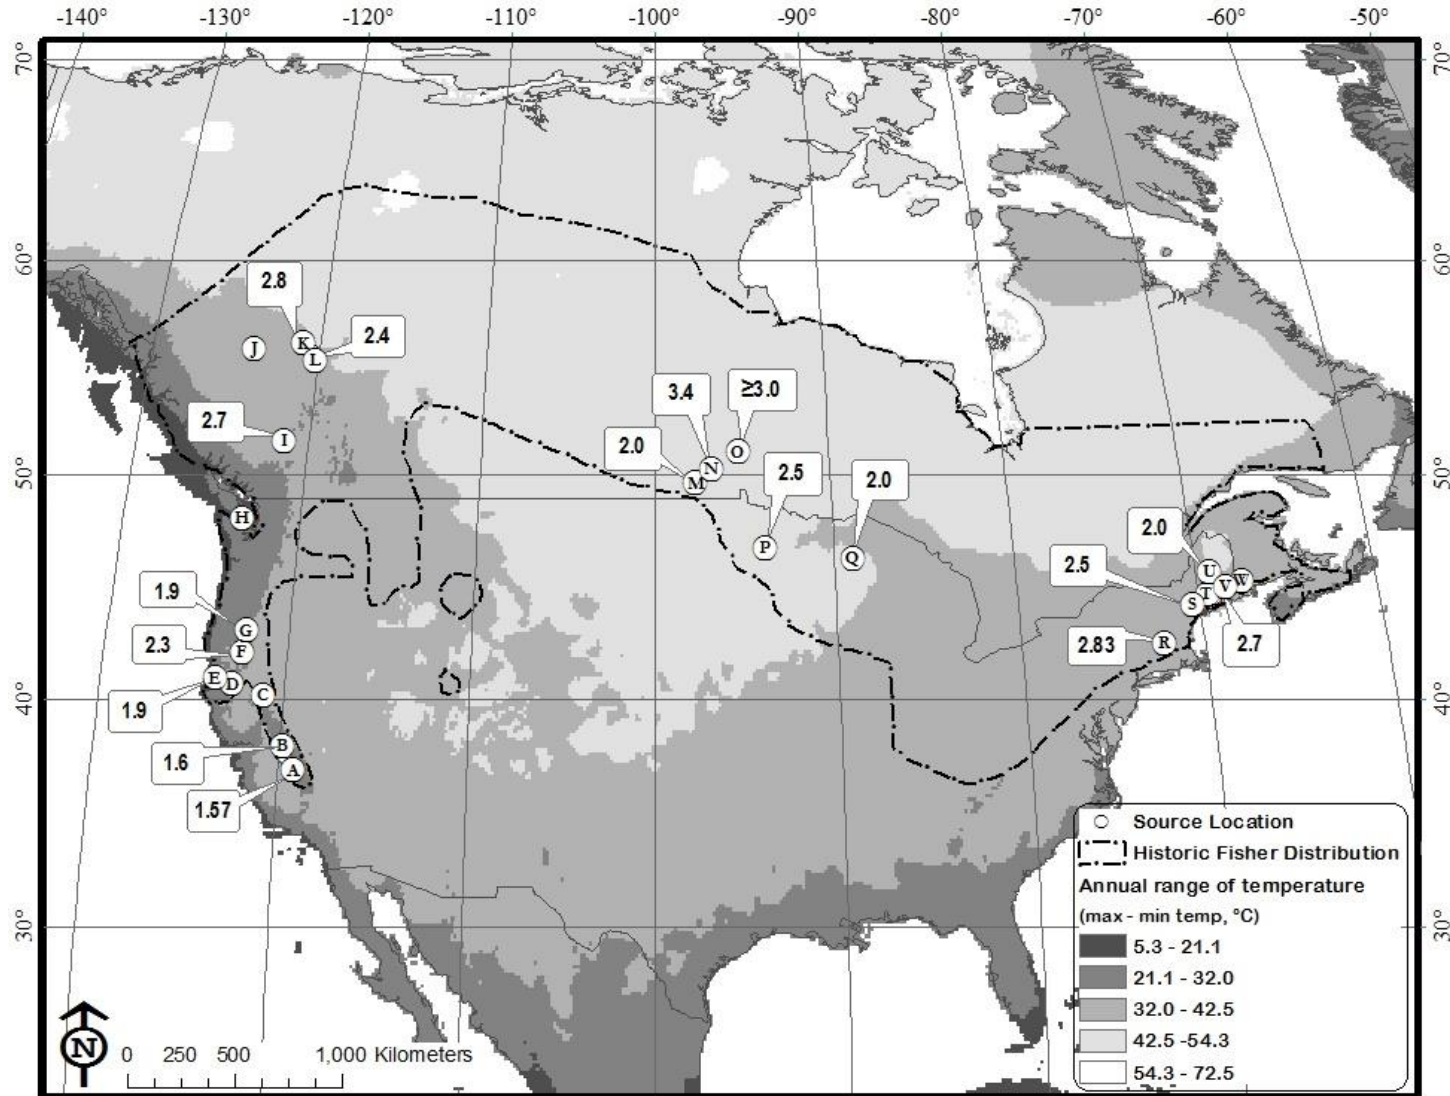 -140° -130° -120° -110° -100° -90° -80° -70° -60° -50°
70° 70°
60° 60°
2.8
J
K
L
2.4
3.4
≥3.0
2.7
I
2.0
M
N
O
50° 50°
2.5
2.0
H
P
Q
2.0
2.5
U
W
V
T
S
1.9
G
2.3
F
2.83
R
2.7
E
D
C
40° 40°
1.9
B
1.6
A
1.57
30° 30°
Source Location
Historic Fisher Distribution
Annual range of temperature
(max - min temp, °C)
5.3 - 21.1
21.1 - 32.0
32.0 - 42.5
42.5 -54.3
54.3 - 72.5
N
0 250 500 1,000 Kilometers